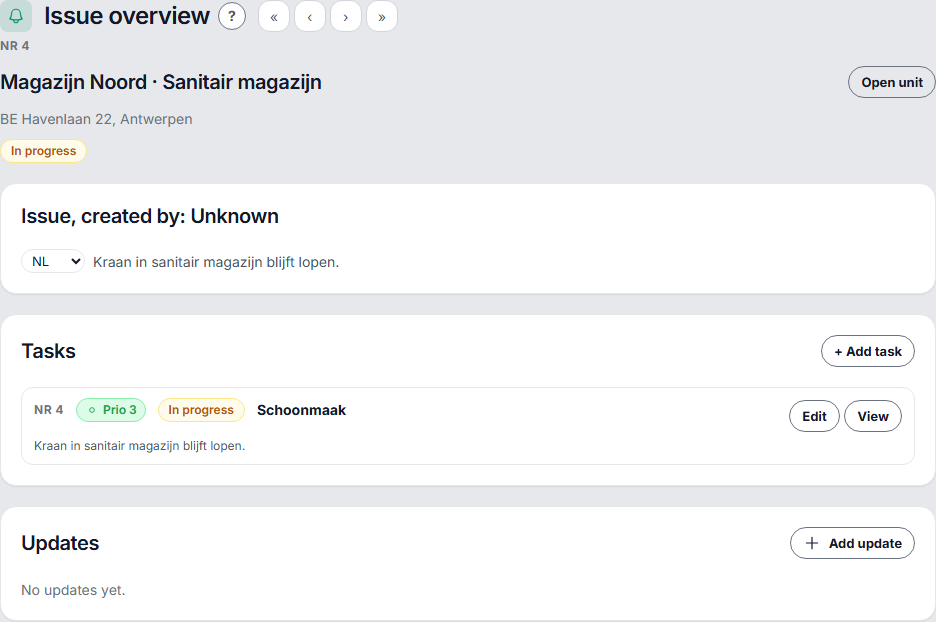 Issue overview ? « ‹ › »
NR 4
Magazijn Noord · Sanitair magazijn
Open unit
BE Havenlaan 22, Antwerpen
In progress
Issue, created by: Unknown
NL Kraan in sanitair magazijn blijft lopen.
Tasks
+ Add task
NR 4 Prio 3 In progress Schoonmaak
Edit View
Kraan in sanitair magazijn blijft lopen.
Updates
+ Add update
No updates yet.